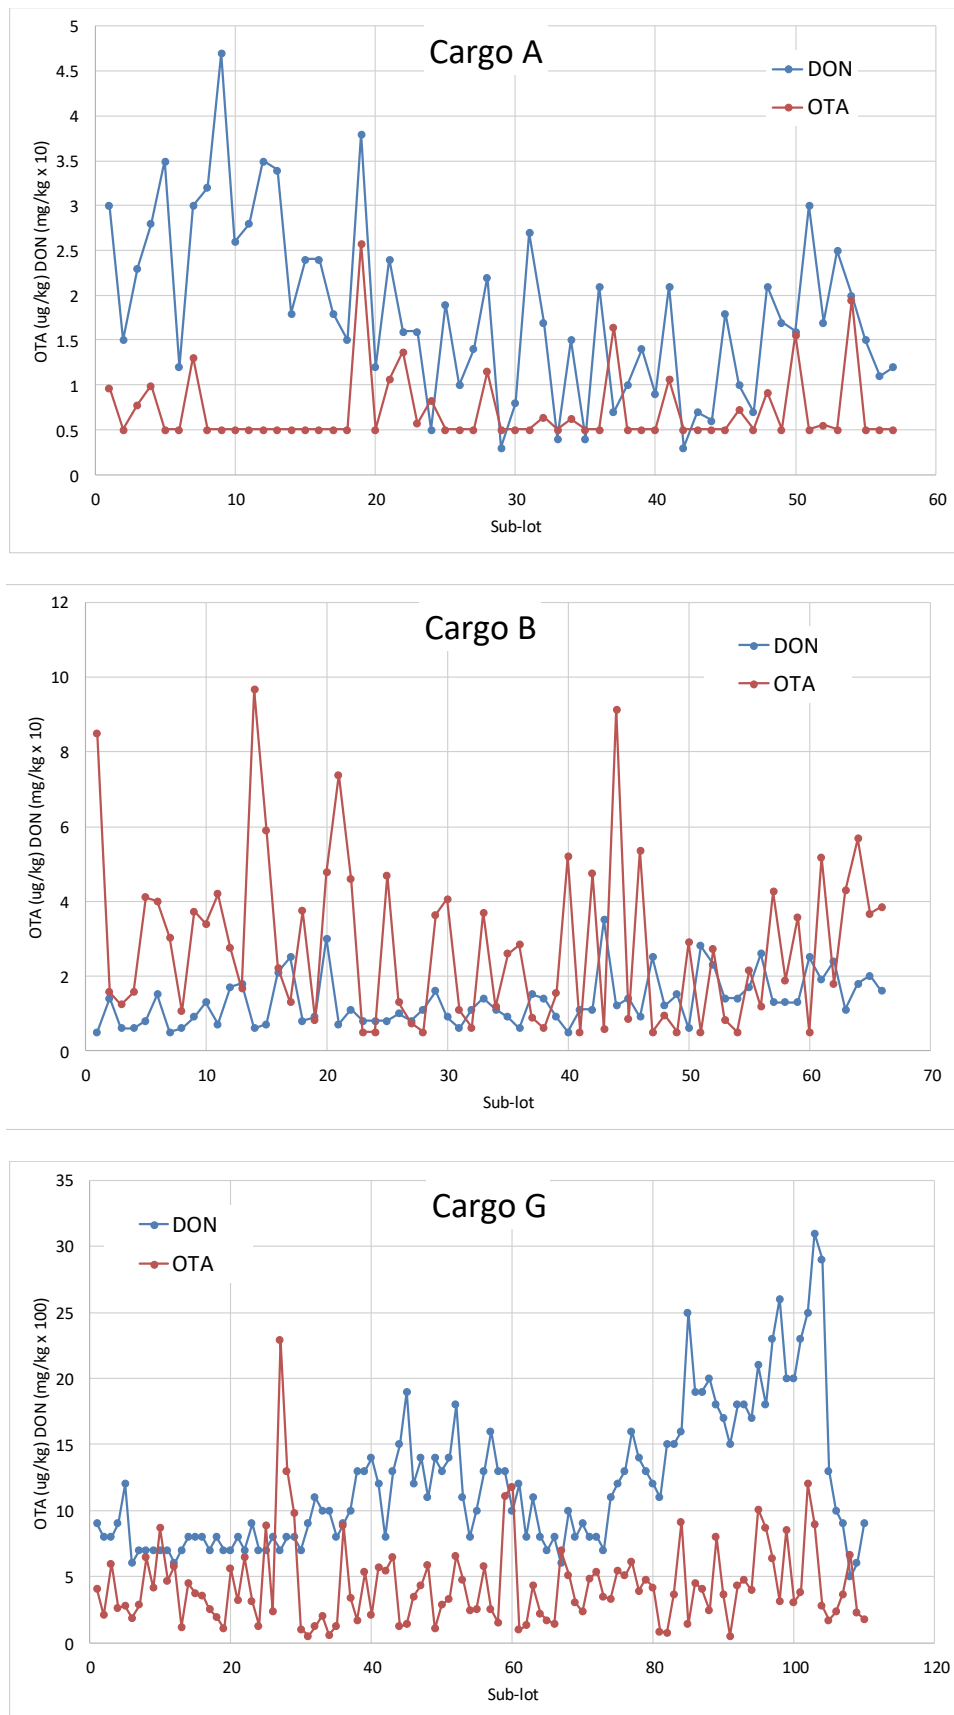 Cargo A
DON
OTA
OTA (ug/kg) DON (mg/kg x 10)
5
4.5
4
3.5
3
2.5
2
1.5
1
0.5
0
0 10 20 30 40 50 60
Sub-lot
Cargo B
DON
OTA
OTA (ug/kg) DON (mg/kg x 10)
12
10
8
6
4
2
0
0 10 20 30 40 50 60 70
Sub-lot
Cargo G
DON
OTA
OTA (ug/kg) DON (mg/kg x 100)
35
30
25
20
15
10
5
0
0 20 40 60 80 100 120
Sub-lot